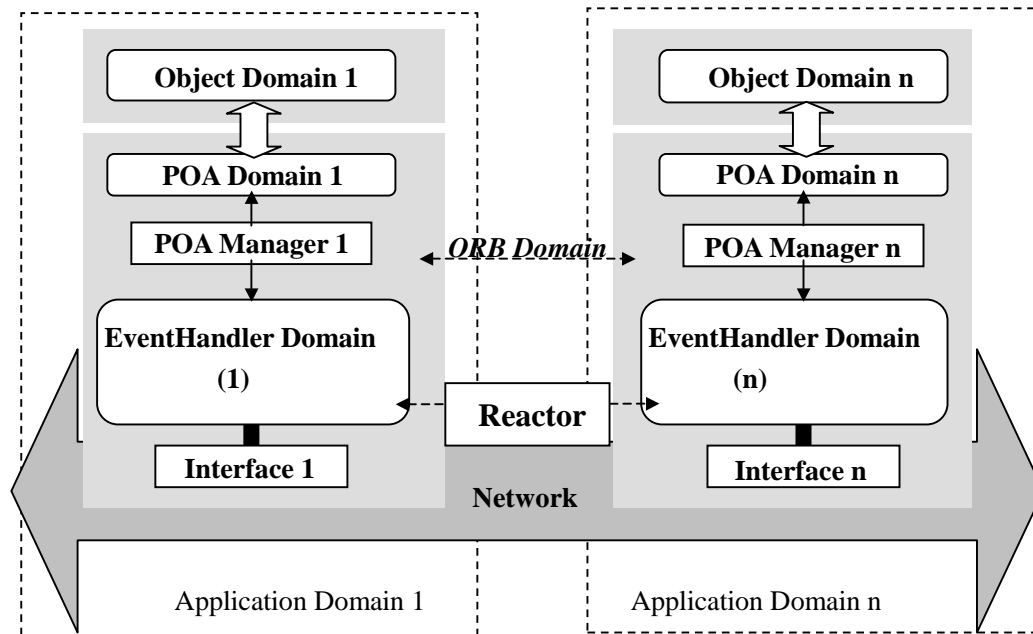 Object Domain 1
Object Domain n
POA Domain 1
POA Domain n
POA Manager 1
ORB Domain
POA Manager n
EventHandler Domain
(1)
EventHandler Domain
(n)
Reactor
Interface 1
Interface n
Network
Application Domain 1
Application Domain n